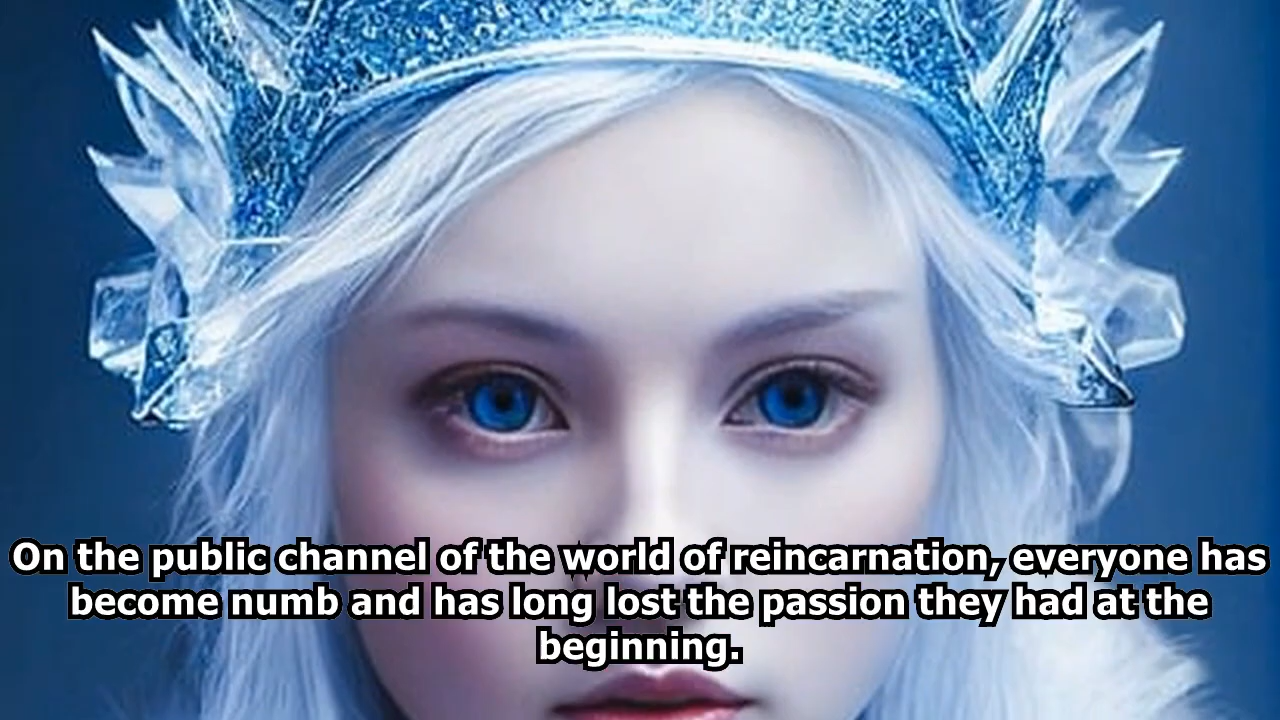 On the public channel of the world of reincarnation, everyone has
become numb and has long lost the passion they had at the
beginning.